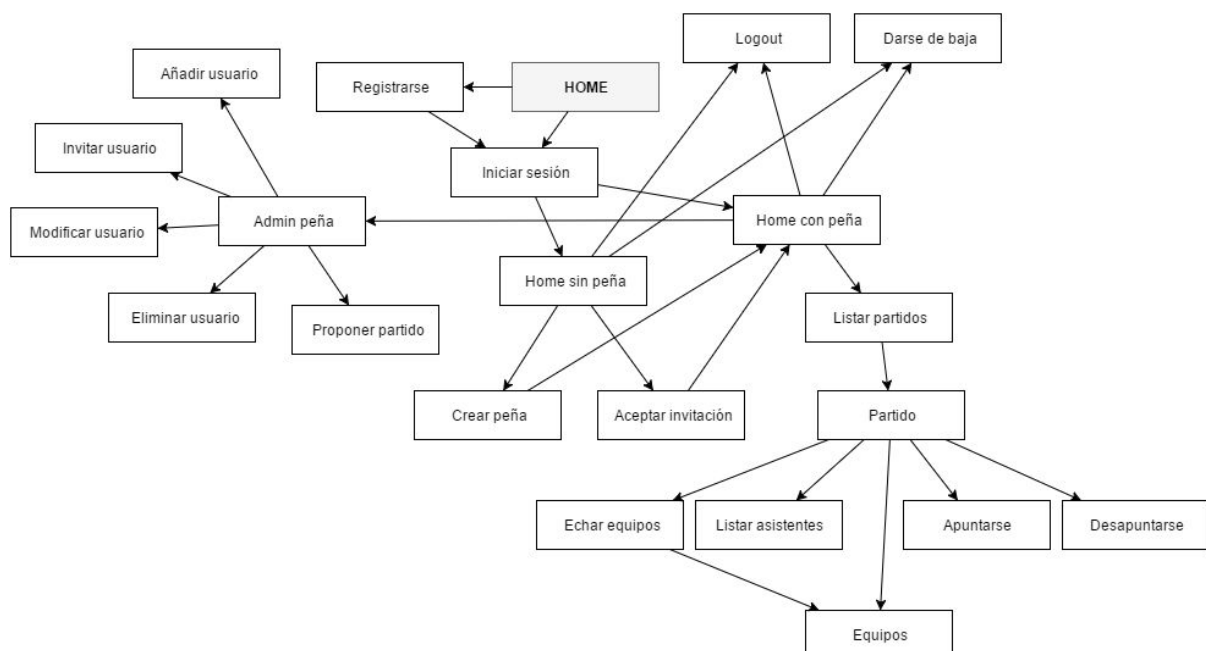 Logout
Darse de baja
Añadir usuario
Registrarse
HOME
Invitar usuario
Iniciar sesión
Modificar usuario
Admin peña
Home con peña
Home sin peña
Eliminar usuario
Proponer partido
Listar partidos
Crear peña
Aceptar invitación
Partido
Echar equipos
Listar asistentes
Apuntarse
Desapuntarse
Equipos